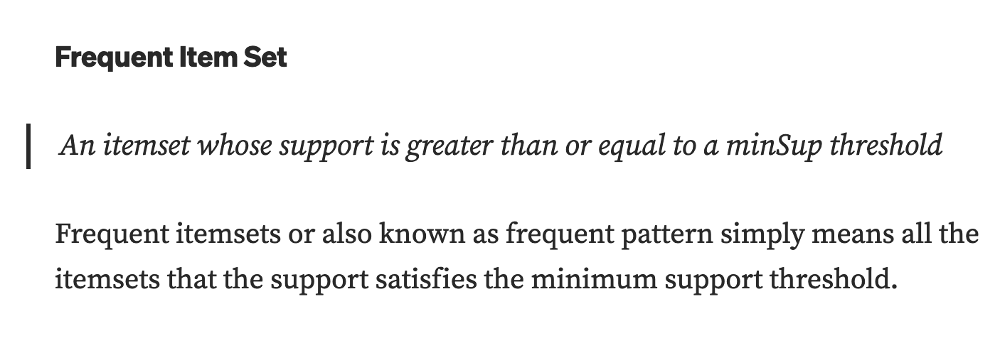 Frequent Item Set
An itemset whose support is greater than or equal to a minSup threshold
Frequent itemsets or also known as frequent pattern simply means all the
itemsets that the support satisfies the minimum support threshold.